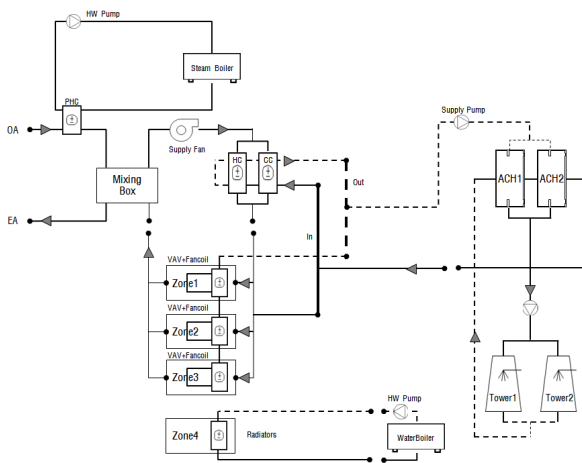 HW Pump
Steam Boiler
PHC
OA
Supply Fan
Mixing
Box
HC
CC
Out
In
EA
Supply Pump
ACH1
ACH2
VAV+Fancoil
Zone1
VAV+Fancoil
Zone2
VAV+Fancoil
Zone3
Tower1
Tower2
HW Pump
Zone4
Radiators
WaterBoiler